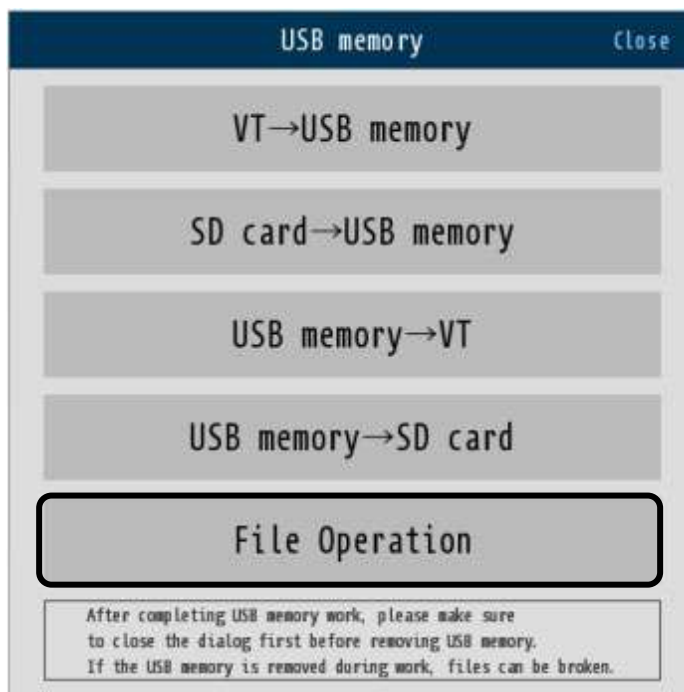 USB memory
Close
VT→USB memory
SD card→USB memory
USB memory→VT
USB memory→SD card
File Operation
After completing USB memory work, please make sure
to close the dialog first before removing USB memory.
If the USB memory is removed during work, files can be broken.